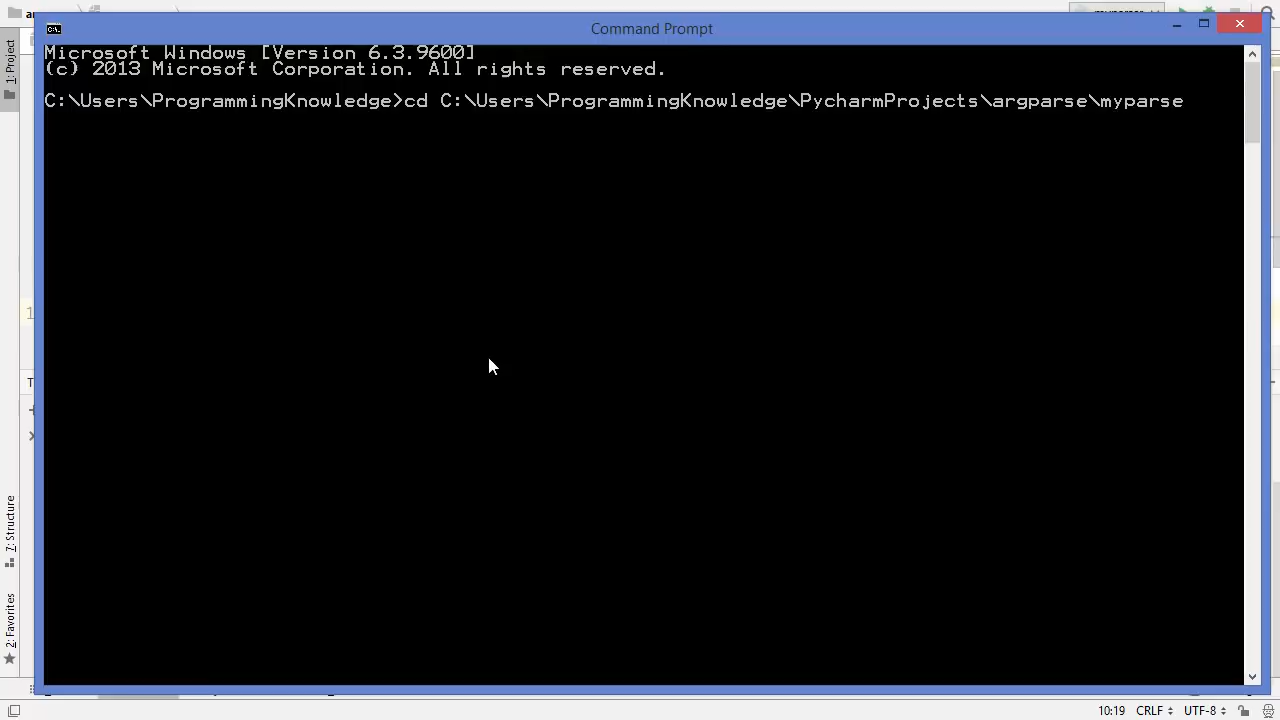 Command Prompt
Microsoft Windows [Version 6.3.9600]
(c) 2013 Microsoft Corporation. All rights reserved.
C:\Users\ProgrammingKnowledge>cd C:\Users\ProgrammingKnowledge\PycharmProjects\argparse\myparse
1: Project
7: Structure
2: Favorites
10:19 CRLF UTF-8